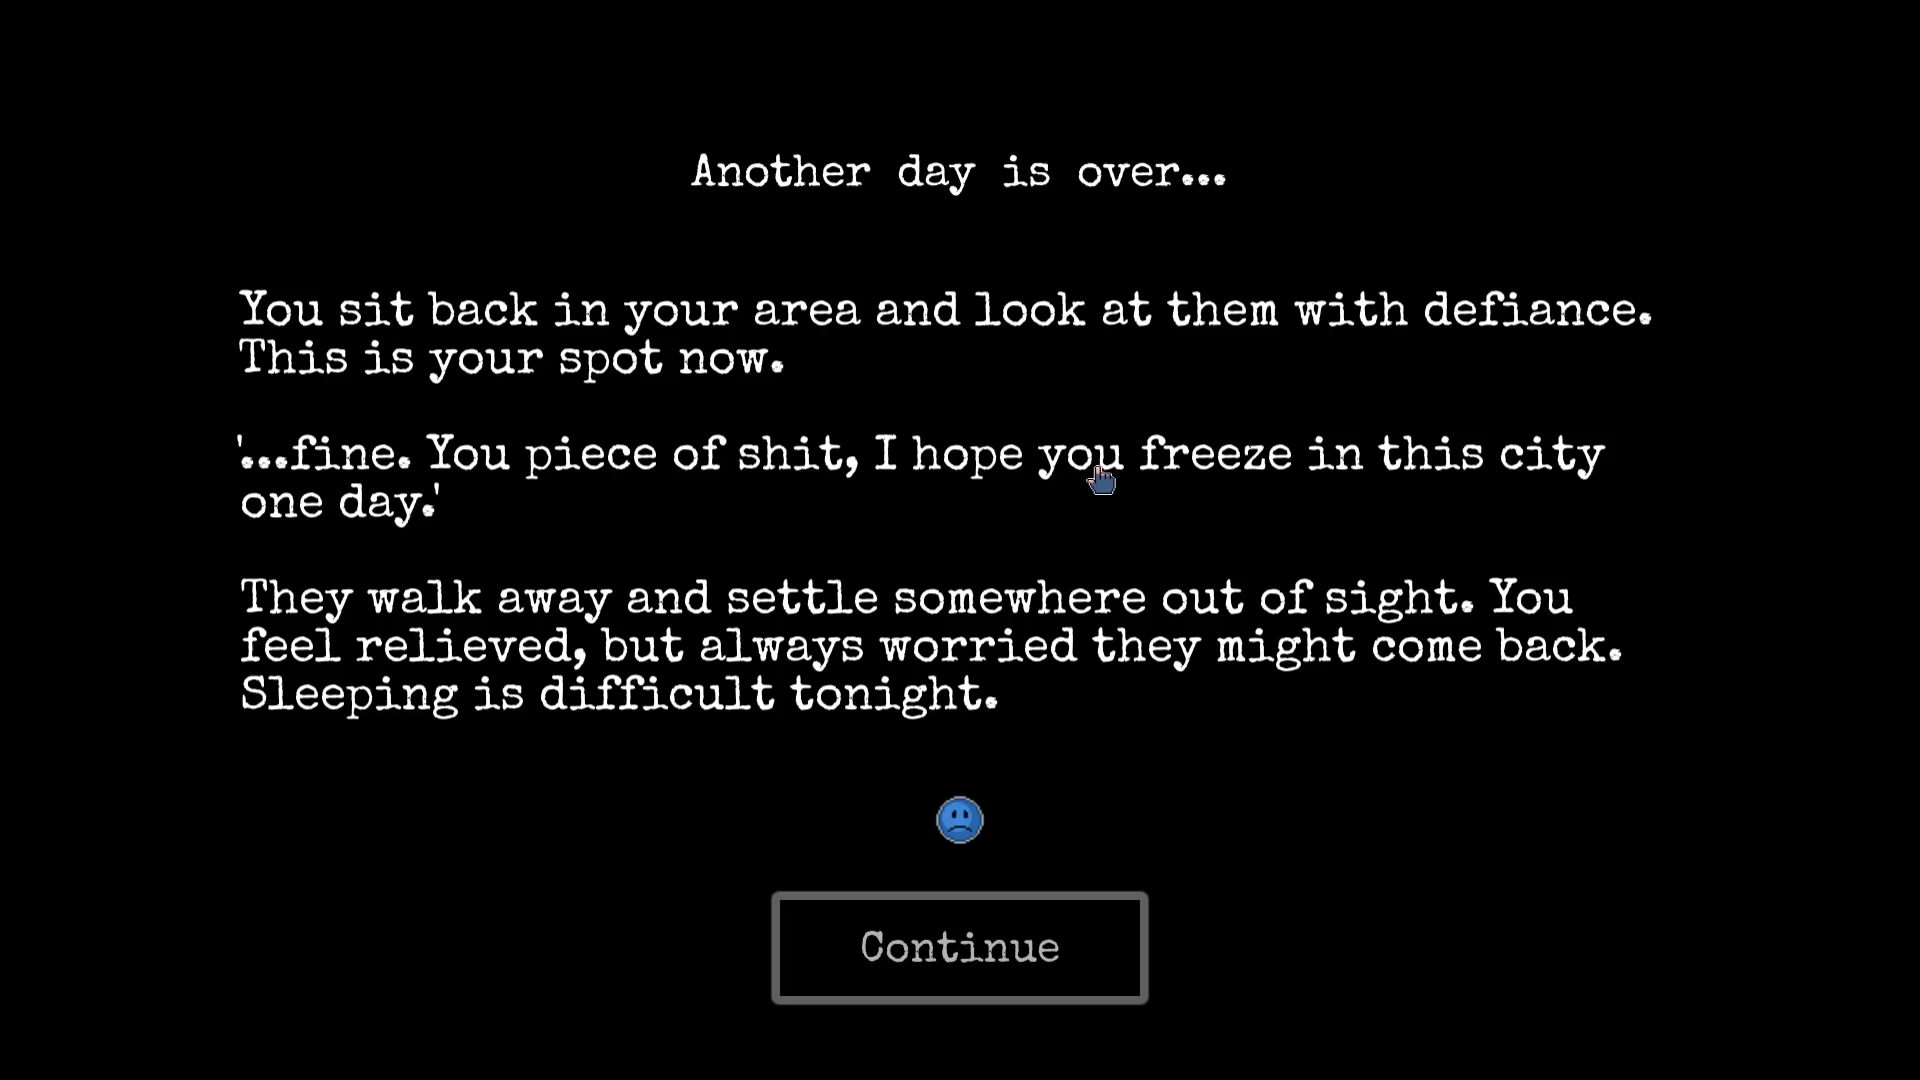 Another day is over...
You sit back in your area and look at them with defiance.
This is your spot now.
'...fine. You piece of shit, I hope you freeze in this city
one day.'
They walk away and settle somewhere out of sight. You
feel relieved, but always worried they might come back.
Sleeping is difficult tonight.
Continue